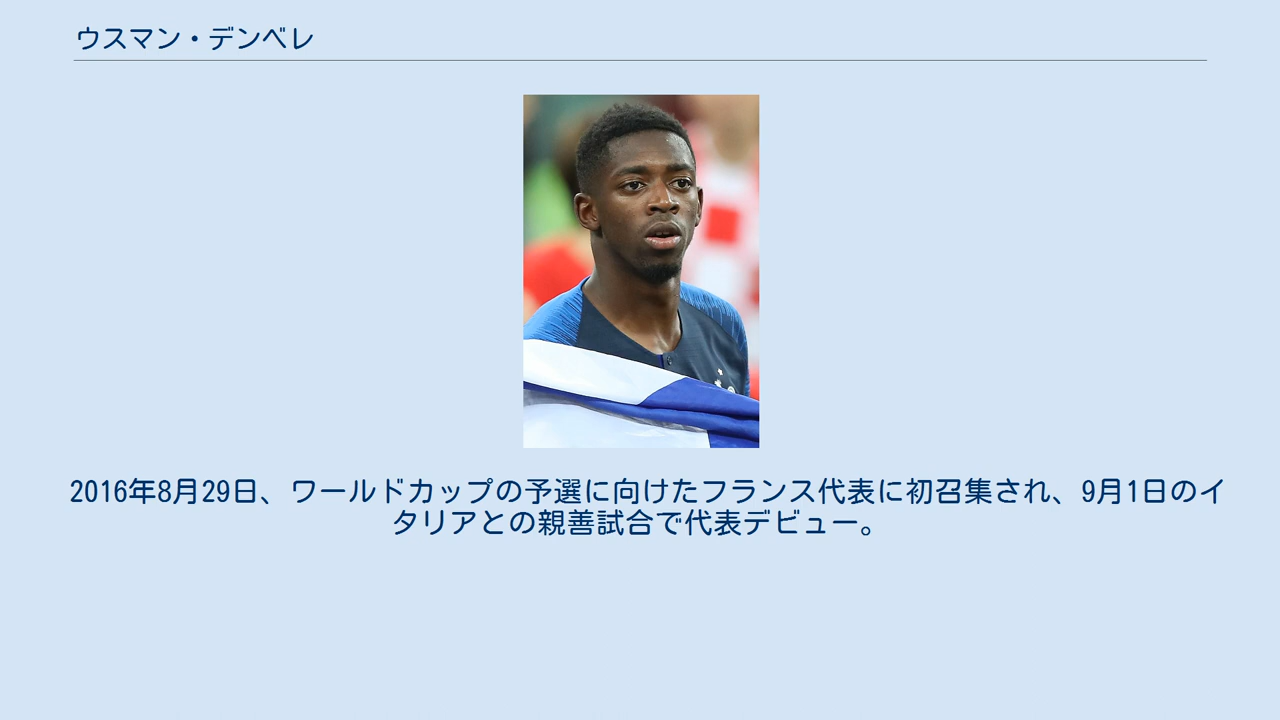 ウスマン・デンベレ
2016年8月29日、ワールドカップの予選に向けたフランス代表に初召集され、9月1日のイ
タリアとの親善試合で代表デビュー。